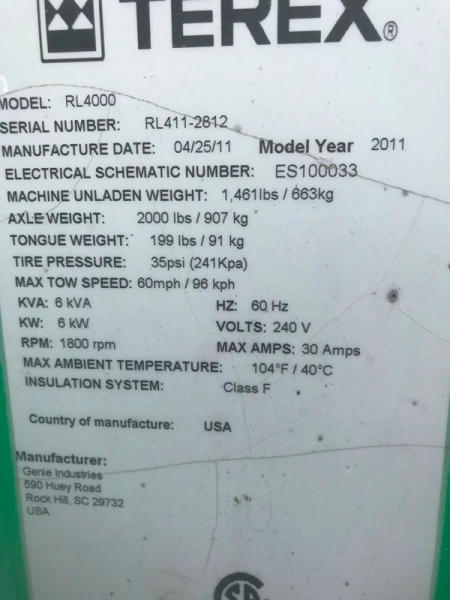 TEREX®
MODEL: RL4000
SERIAL NUMBER: RL411-2812
MANUFACTURE DATE: 04/25/11 Model Year 2011
ELECTRICAL SCHEMATIC NUMBER: ES100033
MACHINE UNLADEN WEIGHT: 1,461lbs / 663kg
AXLE WEIGHT: 2000 lbs / 907 kg
TONGUE WEIGHT: 199 lbs / 91 kg
TIRE PRESSURE: 35psi (241Kpa)
MAX TOW SPEED: 60mph / 96 kph
KVA: 6 kVA HZ: 60 Hz
KW: 6 kW VOLTS: 240 V
RPM: 1800 rpm MAX AMPS: 30 Amps
MAX AMBIENT TEMPERATURE: 104°F / 40°C
INSULATION SYSTEM: Class F
Country of manufacture: USA
Manufacturer:
Genie Industries
590 Huey Road
Rock Hill, SC 29732
USA